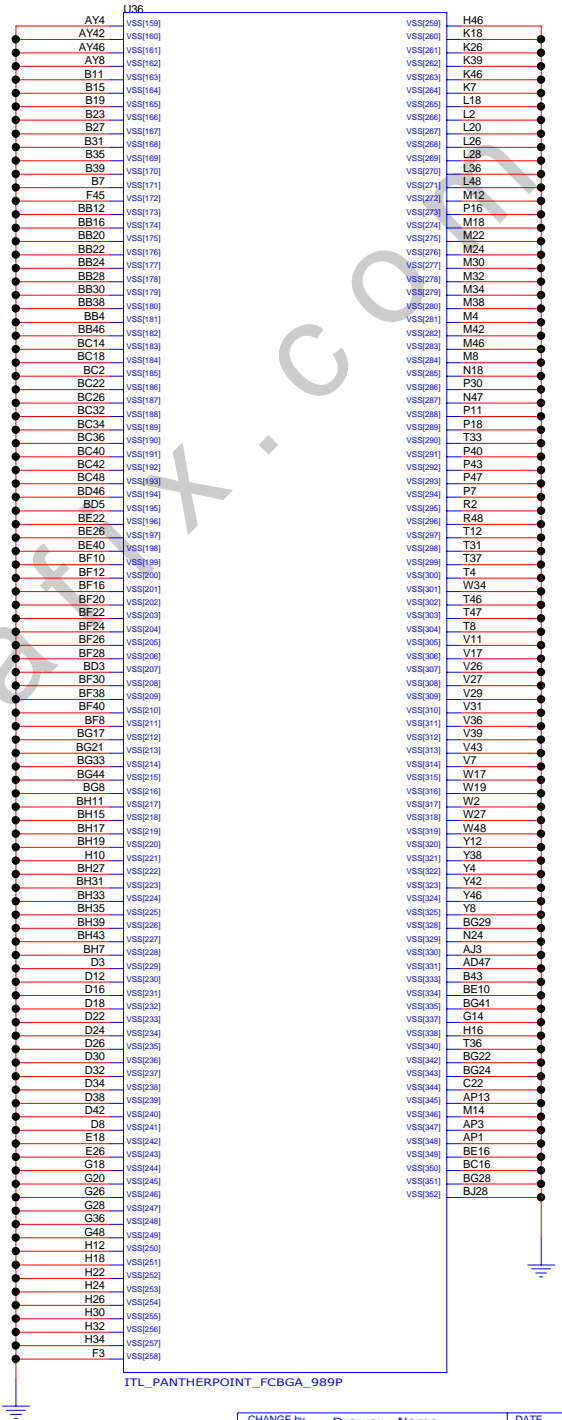 U36
AY4 VSS[159] VSS[259] H46
AY42 VSS[160] VSS[260] K18
AY46 VSS[161] VSS[261] K26
AY8 VSS[162] VSS[262] K39
B11 VSS[163] VSS[263] K46
B15 VSS[164] VSS[264] K7
B19 VSS[165] VSS[265] L18
B23 VSS[166] VSS[266] L2
B27 VSS[167] VSS[267] L20
B31 VSS[168] VSS[268] L26
B35 VSS[169] VSS[269] L28
B39 VSS[170] VSS[270] L36
B7 VSS[171] VSS[271] L48
F45 VSS[172] VSS[272] M12
BB12 VSS[173] VSS[273] P16
BB16 VSS[174] VSS[274] M18
BB20 VSS[175] VSS[275] M22
BB22 VSS[176] VSS[276] M24
BB24 VSS[177] VSS[277] M30
BB28 VSS[178] VSS[278] M32
BB30 VSS[179] VSS[279] M34
BB38 VSS[180] VSS[280] M38
BB4 VSS[181] VSS[281] M4
BB46 VSS[182] VSS[282] M42
BC14 VSS[183] VSS[283] M46
BC18 VSS[184] VSS[284] M8
BC2 VSS[185] VSS[285] N18
BC22 VSS[186] VSS[286] P30
BC26 VSS[187] VSS[287] N47
BC32 VSS[188] VSS[288] P11
BC34 VSS[189] VSS[289] P18
BC36 VSS[190] VSS[290] T33
BC40 VSS[191] VSS[291] P40
BC42 VSS[192] VSS[292] P43
BC48 VSS[193] VSS[293] P47
BD46 VSS[194] VSS[294] P7
BD5 VSS[195] VSS[295] R2
BE22 VSS[196] VSS[296] R48
BE26 VSS[197] VSS[297] T12
BE40 VSS[198] VSS[298] T31
BF10 VSS[199] VSS[299] T37
BF12 VSS[200] VSS[300] T4
BF16 VSS[201] VSS[301] W34
BF20 VSS[202] VSS[302] T46
BF22 VSS[203] VSS[303] T47
BF24 VSS[204] VSS[304] T8
BF26 VSS[205] VSS[305] V11
BF28 VSS[206] VSS[306] V17
BD3 VSS[207] VSS[307] V26
BF30 VSS[208] VSS[308] V27
BF38 VSS[209] VSS[309] V29
BF40 VSS[210] VSS[310] V31
BF8 VSS[211] VSS[311] V36
BG17 VSS[212] VSS[312] V39
BG21 VSS[213] VSS[313] V43
BG33 VSS[214] VSS[314] V7
BG44 VSS[215] VSS[315] W17
BG8 VSS[216] VSS[316] W19
BH11 VSS[217] VSS[317] W2
BH15 VSS[218] VSS[318] W27
BH17 VSS[219] VSS[319] W48
BH19 VSS[220] VSS[320] Y12
H10 VSS[221] VSS[321] Y38
BH27 VSS[222] VSS[322] Y4
BH31 VSS[223] VSS[323] Y42
BH33 VSS[224] VSS[324] Y46
BH35 VSS[225] VSS[325] Y8
BH39 VSS[226] VSS[328] BG29
BH43 VSS[227] VSS[329] N24
BH7 VSS[228] VSS[330] AJ3
D3 VSS[229] VSS[331] AD47
D12 VSS[230] VSS[333] B43
D16 VSS[231] VSS[334] BE10
D18 VSS[232] VSS[335] BG41
D22 VSS[233] VSS[337] G14
D24 VSS[234] VSS[338] H16
D26 VSS[235] VSS[340] T36
D30 VSS[236] VSS[342] BG22
D32 VSS[237] VSS[343] BG24
D34 VSS[238] VSS[344] C22
D38 VSS[239] VSS[345] AP13
D42 VSS[240] VSS[346] M14
D8 VSS[241] VSS[347] AP3
E18 VSS[242] VSS[348] AP1
E26 VSS[243] VSS[349] BE16
G18 VSS[244] VSS[350] BC16
G20 VSS[245] VSS[351] BG28
G26 VSS[246] VSS[352] BJ28
G28 VSS[247]
G36 VSS[248]
G48 VSS[249]
H12 VSS[250]
H18 VSS[251]
H22 VSS[252]
H24 VSS[253]
H26 VSS[254]
H30 VSS[255]
H32 VSS[256]
H34 VSS[257]
F3 VSS[258]
ITL_PANTHERPOINT_FCBGA_989P
afix.com